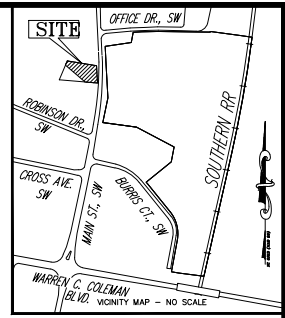 OFFICE DR., SW
SITE
ROBINSON DR.,
SW
SOUTHERN RR
CROSS AVE.
SW
MAIN ST., SW
BURRIS CT., SW
WARREN C. COLEMAN
BLVD.
VICINITY MAP – NO SCALE